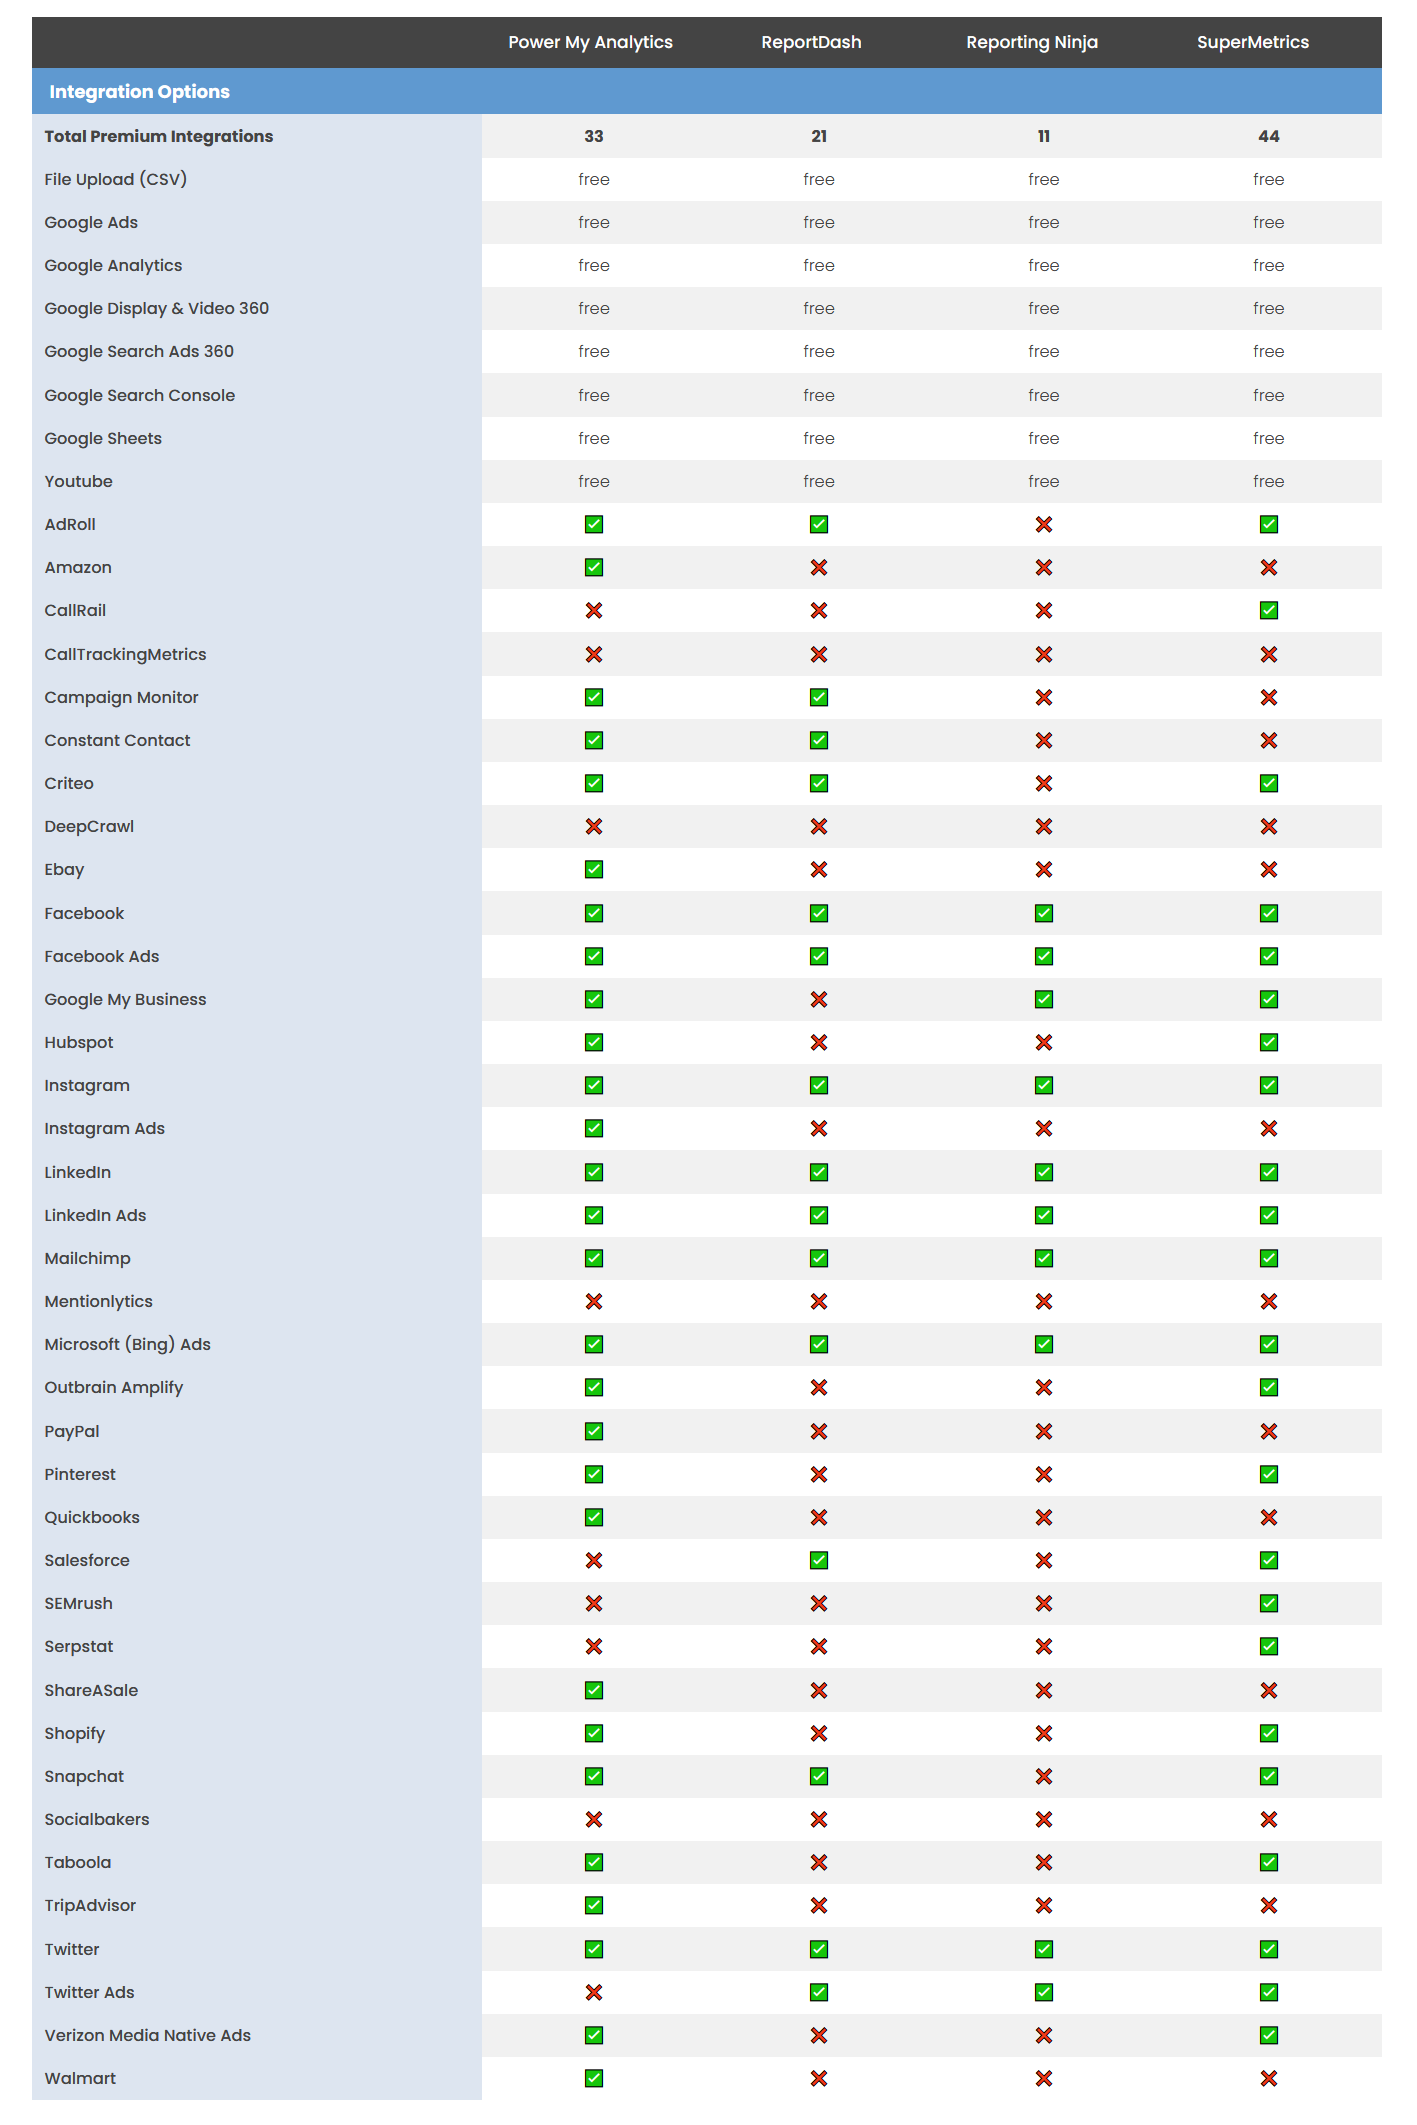 Power My Analytics ReportDash Reporting Ninja SuperMetrics
Integration Options
Total Premium Integrations 33 21 11 44
File Upload (CSV) free free free free
Google Ads free free free free
Google Analytics free free free free
Google Display & Video 360 free free free free
Google Search Ads 360 free free free free
Google Search Console free free free free
Google Sheets free free free free
Youtube free free free free
AdRoll
Amazon
CallRail
CallTrackingMetrics
Campaign Monitor
Constant Contact
Criteo
DeepCrawl
Ebay
Facebook
Facebook Ads
Google My Business
Hubspot
Instagram
Instagram Ads
LinkedIn
LinkedIn Ads
Mailchimp
Mentionlytics
Microsoft (Bing) Ads
Outbrain Amplify
PayPal
Pinterest
Quickbooks
Salesforce
SEMrush
Serpstat
ShareASale
Shopify
Snapchat
Socialbakers
Taboola
TripAdvisor
Twitter
Twitter Ads
Verizon Media Native Ads
Walmart